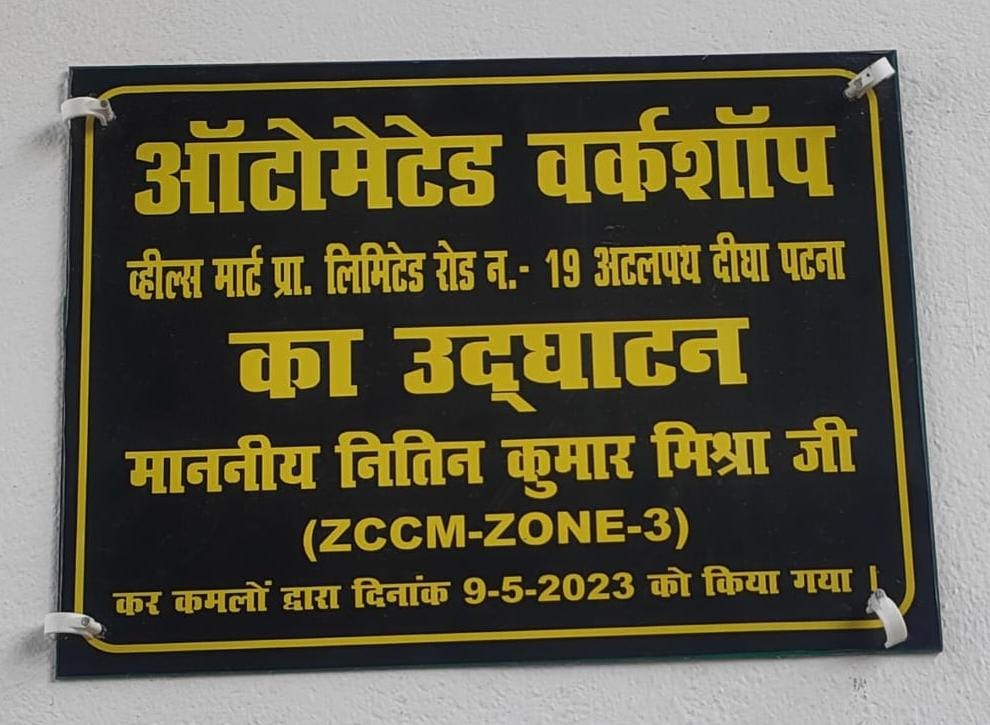 ऑटोमेटेड वर्कशॉप
व्हील्स मार्ट प्रा. लिमिटेड रोड न.- 19 अटलपथ दीघा पटना
का उद्‌घाटन
माननीय नितिन कुमार मिश्रा जी
(ZCCM-ZONE-3)
कर कमलों द्वारा दिनांक 9-5-2023 को किया गया |